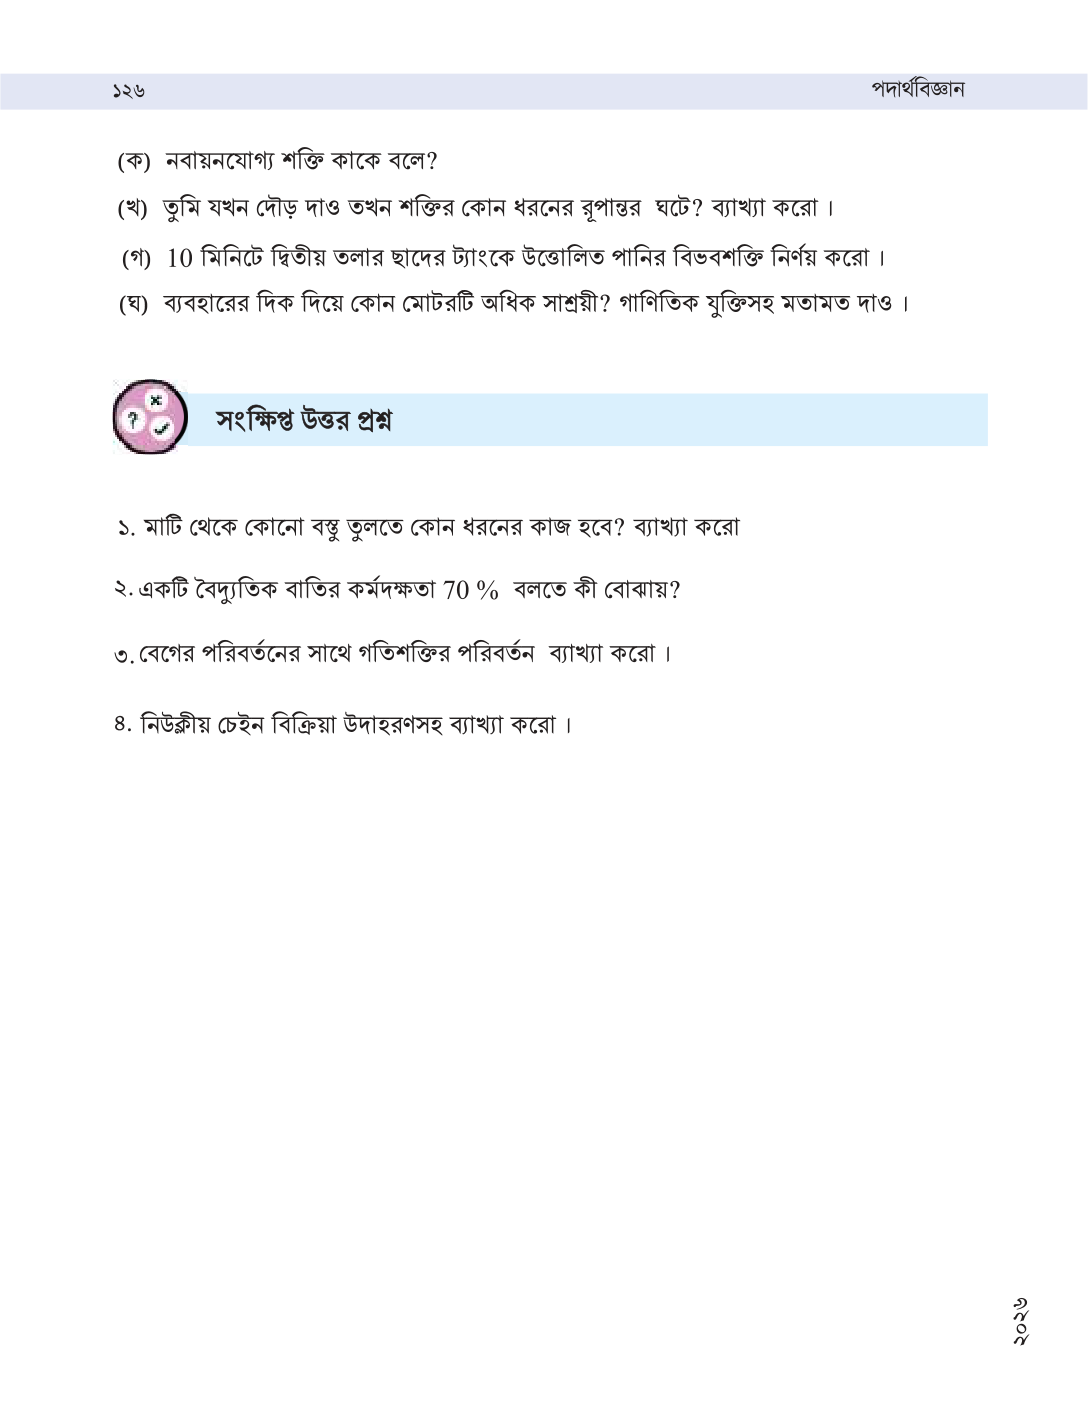 ১২৬ পদার্থবিজ্ঞান
(ক) নবায়নযোগ্য শক্তি কাকে বলে?
(খ) তুমি যখন দৌড় দাও তখন শক্তির কোন ধরনের রূপান্তর ঘটে? ব্যাখ্যা করো ।
(গ) 10 মিনিটে দ্বিতীয় তলার ছাদের ট্যাংকে উত্তোলিত পানির বিভবশক্তি নির্ণয় করো ।
(ঘ) ব্যবহারের দিক দিয়ে কোন মোটরটি অধিক সাশ্রয়ী? গাণিতিক যুক্তিসহ মতামত দাও ।
সংক্ষিপ্ত উত্তর প্রশ্ন
১. মাটি থেকে কোনো বস্তু তুলতে কোন ধরনের কাজ হবে? ব্যাখ্যা করো
২. একটি বৈদ্যুতিক বাতির কর্মদক্ষতা 70 % বলতে কী বোঝায়?
৩. বেগের পরিবর্তনের সাথে গতিশক্তির পরিবর্তন ব্যাখ্যা করো ।
৪. নিউক্লীয় চেইন বিক্রিয়া উদাহরণসহ ব্যাখ্যা করো ।
২০২৬